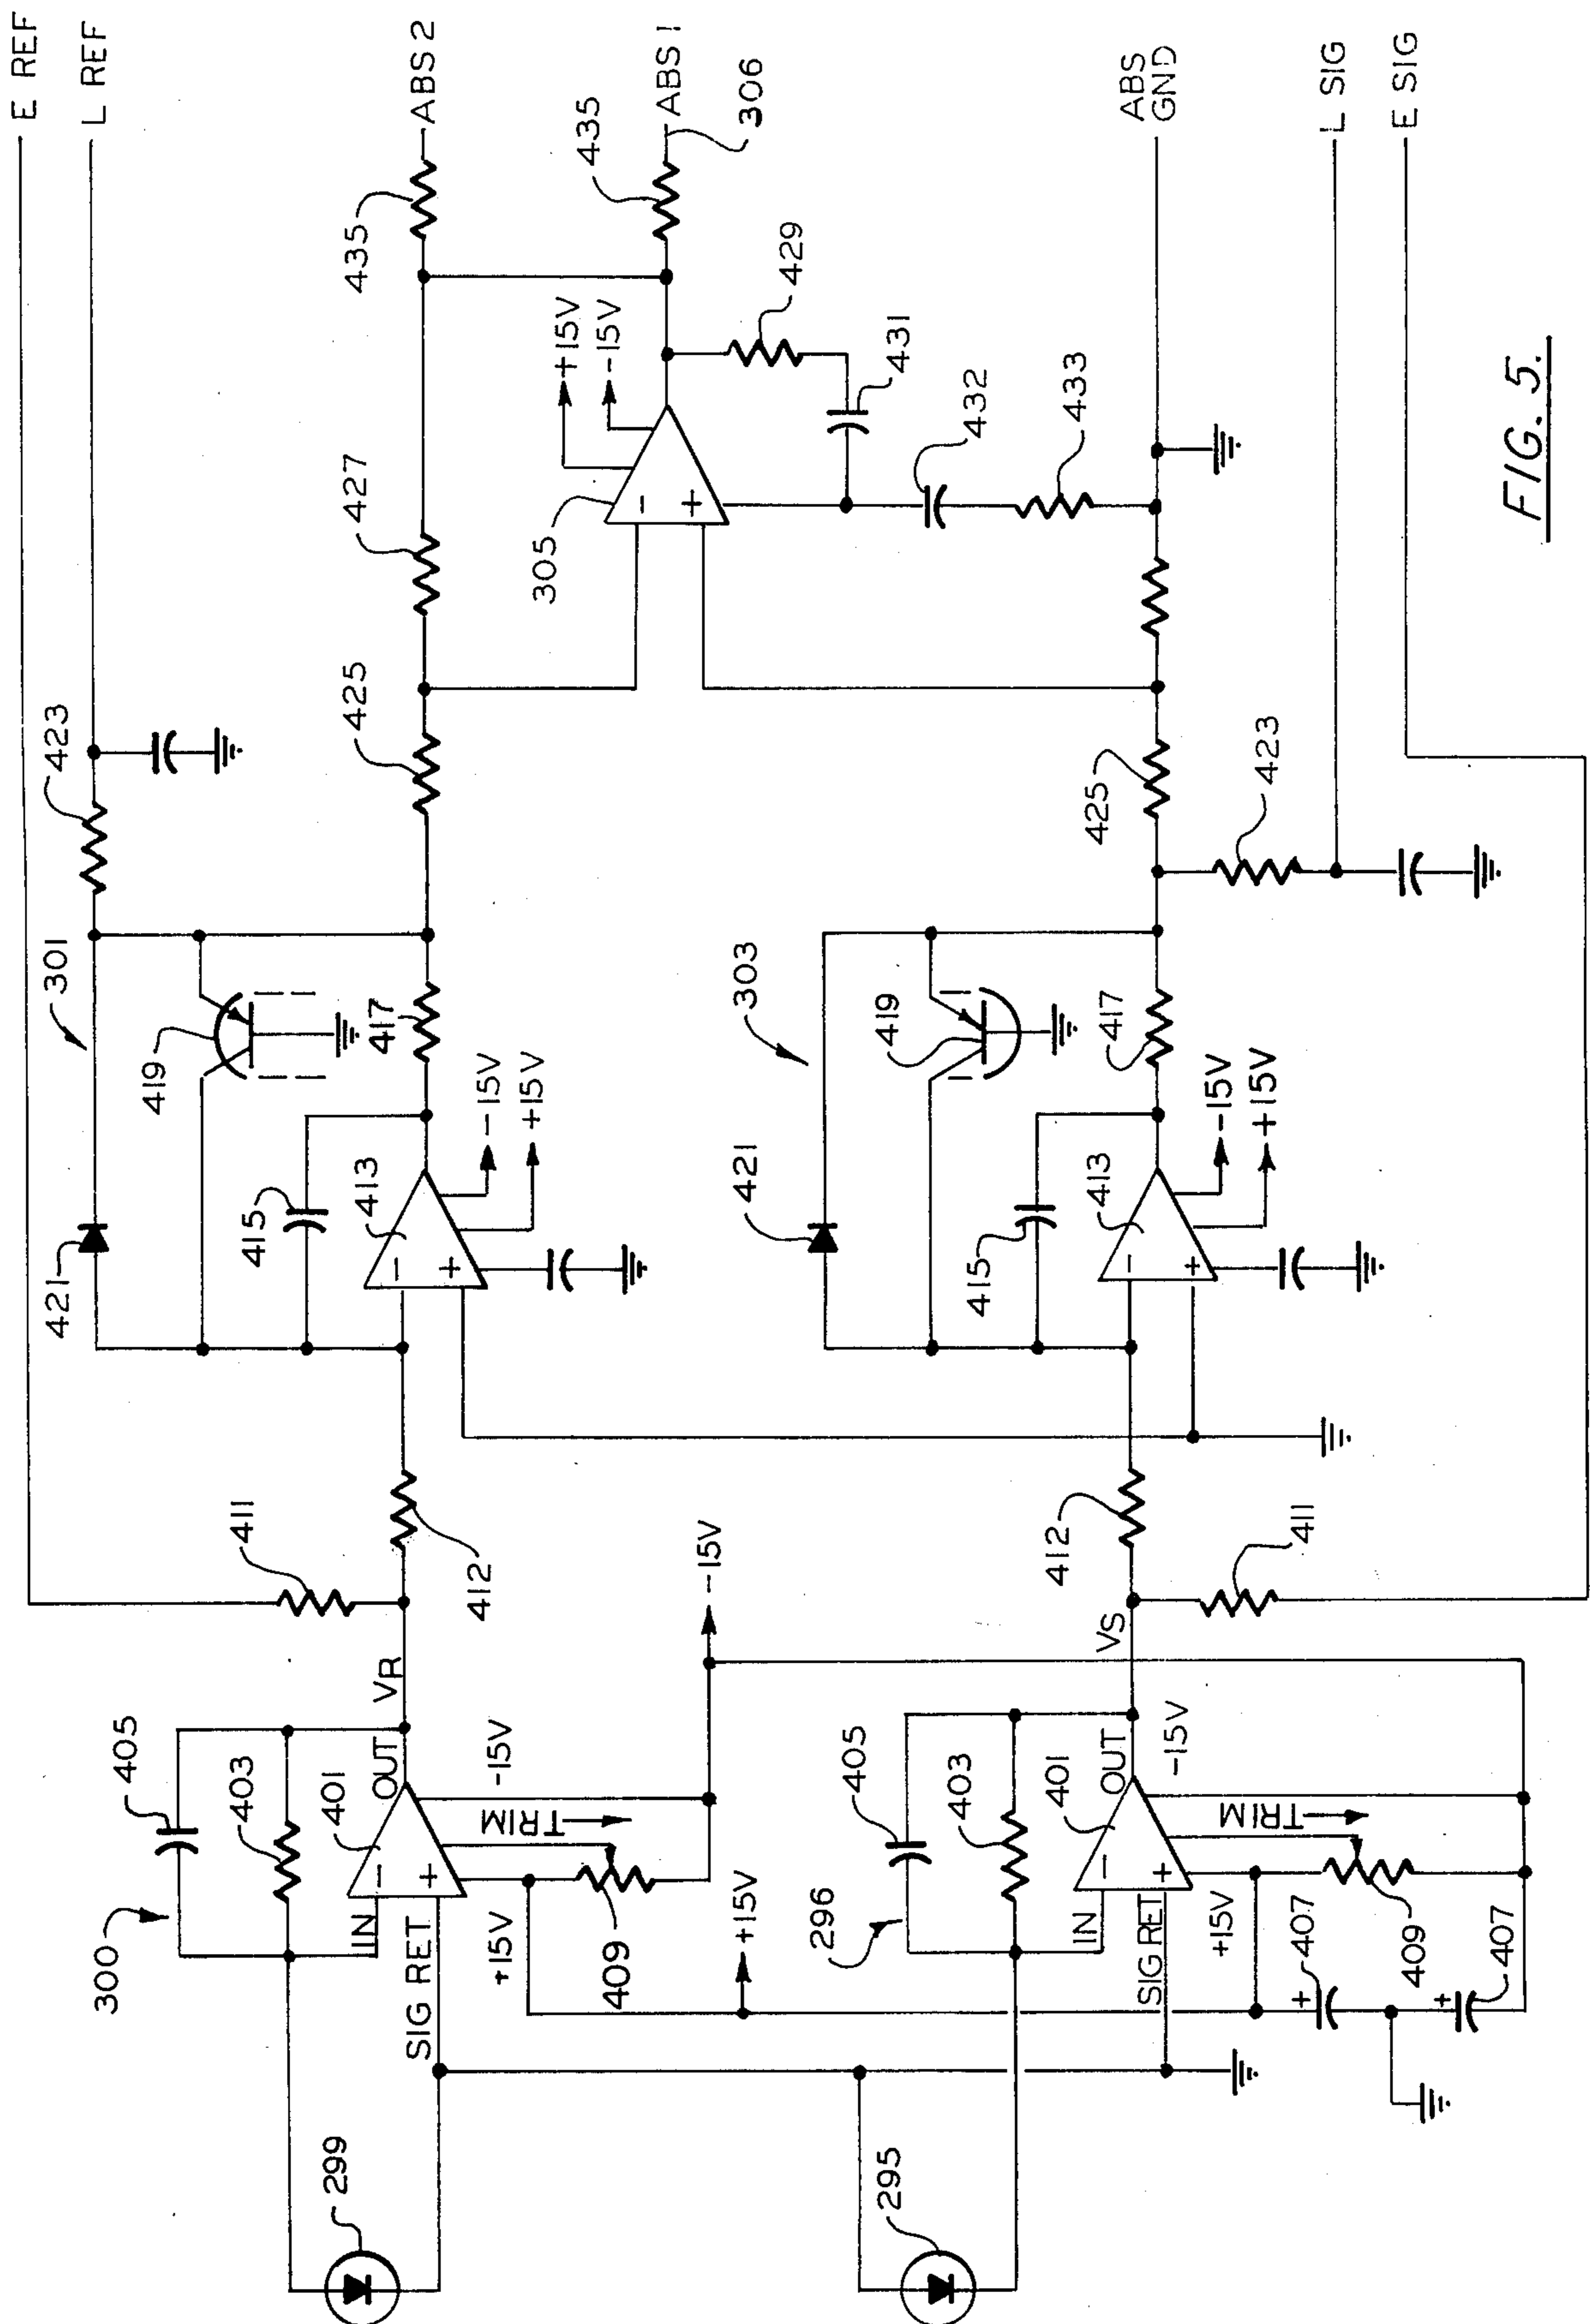 E REF
L REF
423
421
301
419
411
415
413
417
-15V
+15V
412
VR
405
403
401
OUT
300
IN
SIG RET
-15V
TRIM
+15V
409
-15V
+15V
299
425
427
435
ABS 2
305
+15V
-15V
435
ABS 1
306
429
431
432
433
303
421
419
415
413
417
-15V
+15V
425
423
ABS
GND
L SIG
E SIG
412
411
VS
405
403
401
OUT
296
IN
SIG RET
-15V
TRIM
+15V
407
409
407
+
+
295
-
+
-
+
-
+
-
+
-
+
FIG. 5.